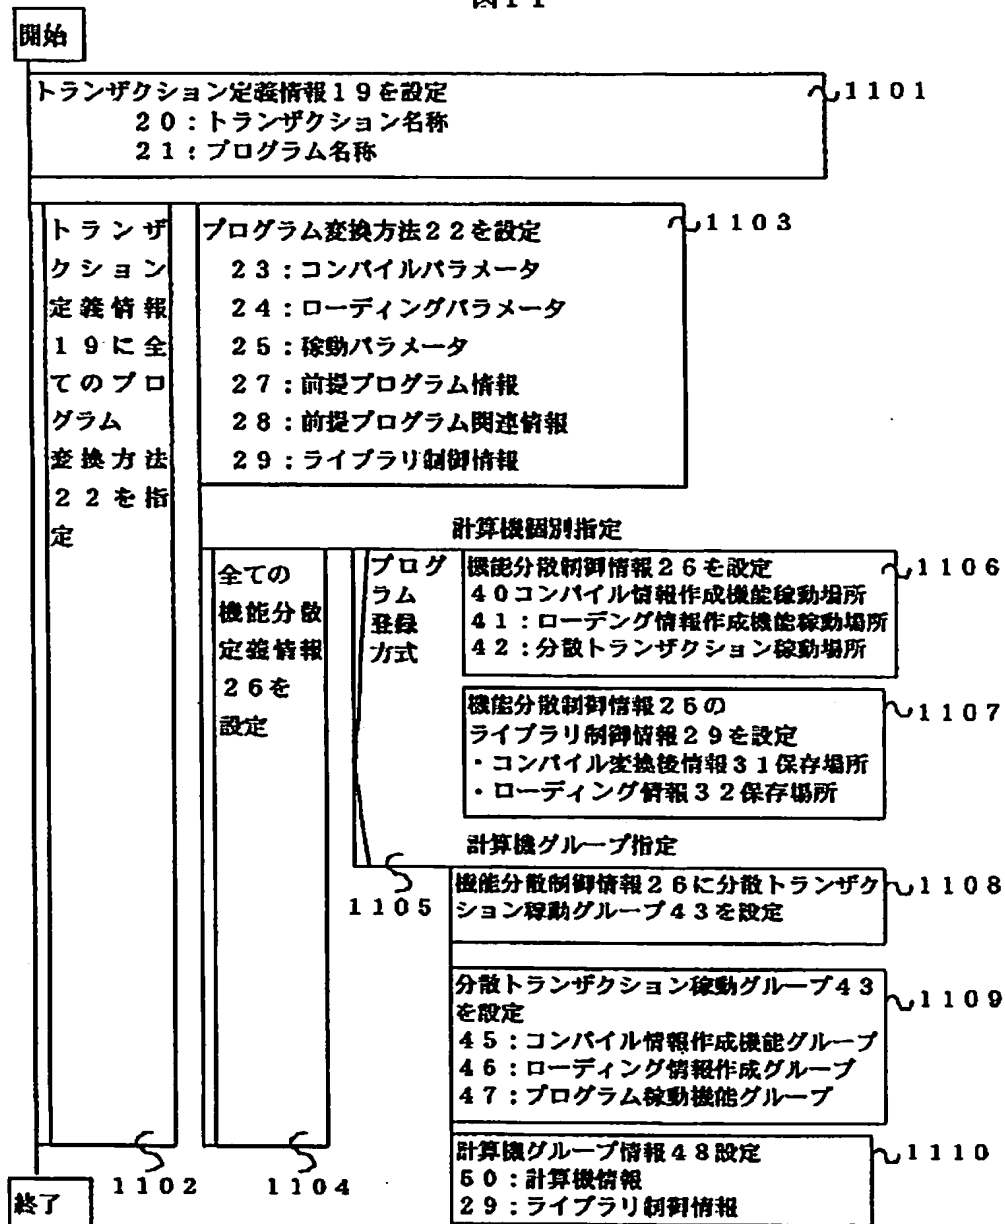 図11
開始
トランザクション定義情報19を設定
20:トランザクション名称
21:プログラム名称
1101
トランザ
クション
定義情報
19に全
てのプロ
グラム
変換方法
22を指
定
1102
プログラム変換方法22を設定
23:コンパイルパラメータ
24:ローディングパラメータ
25:稼動パラメータ
27:前提プログラム情報
28:前提プログラム関連情報
29:ライブラリ制御情報
1103
全ての
機能分散
定義情報
26を
設定
1104
プログ
ラム
登録
方式
1105
計算機個別指定
機能分散制御情報26を設定
40コンパイル情報作成機能稼動場所
41:ローデング情報作成機能稼動場所
42:分散トランザクション稼動場所
1106
機能分散制御情報26の
ライブラリ制御情報29を設定
・コンパイル変換後情報31保存場所
・ローディング情報32保存場所
1107
計算機グループ指定
機能分散制御情報26に分散トランザク
ション稼動グループ43を設定
1108
分散トランザクション稼動グループ43
を設定
45:コンパイル情報作成機能グループ
46:ローディング情報作成グループ
47:プログラム稼動機能グループ
1109
計算機グループ情報48設定
50:計算機情報
29:ライブラリ制御情報
1110
終了